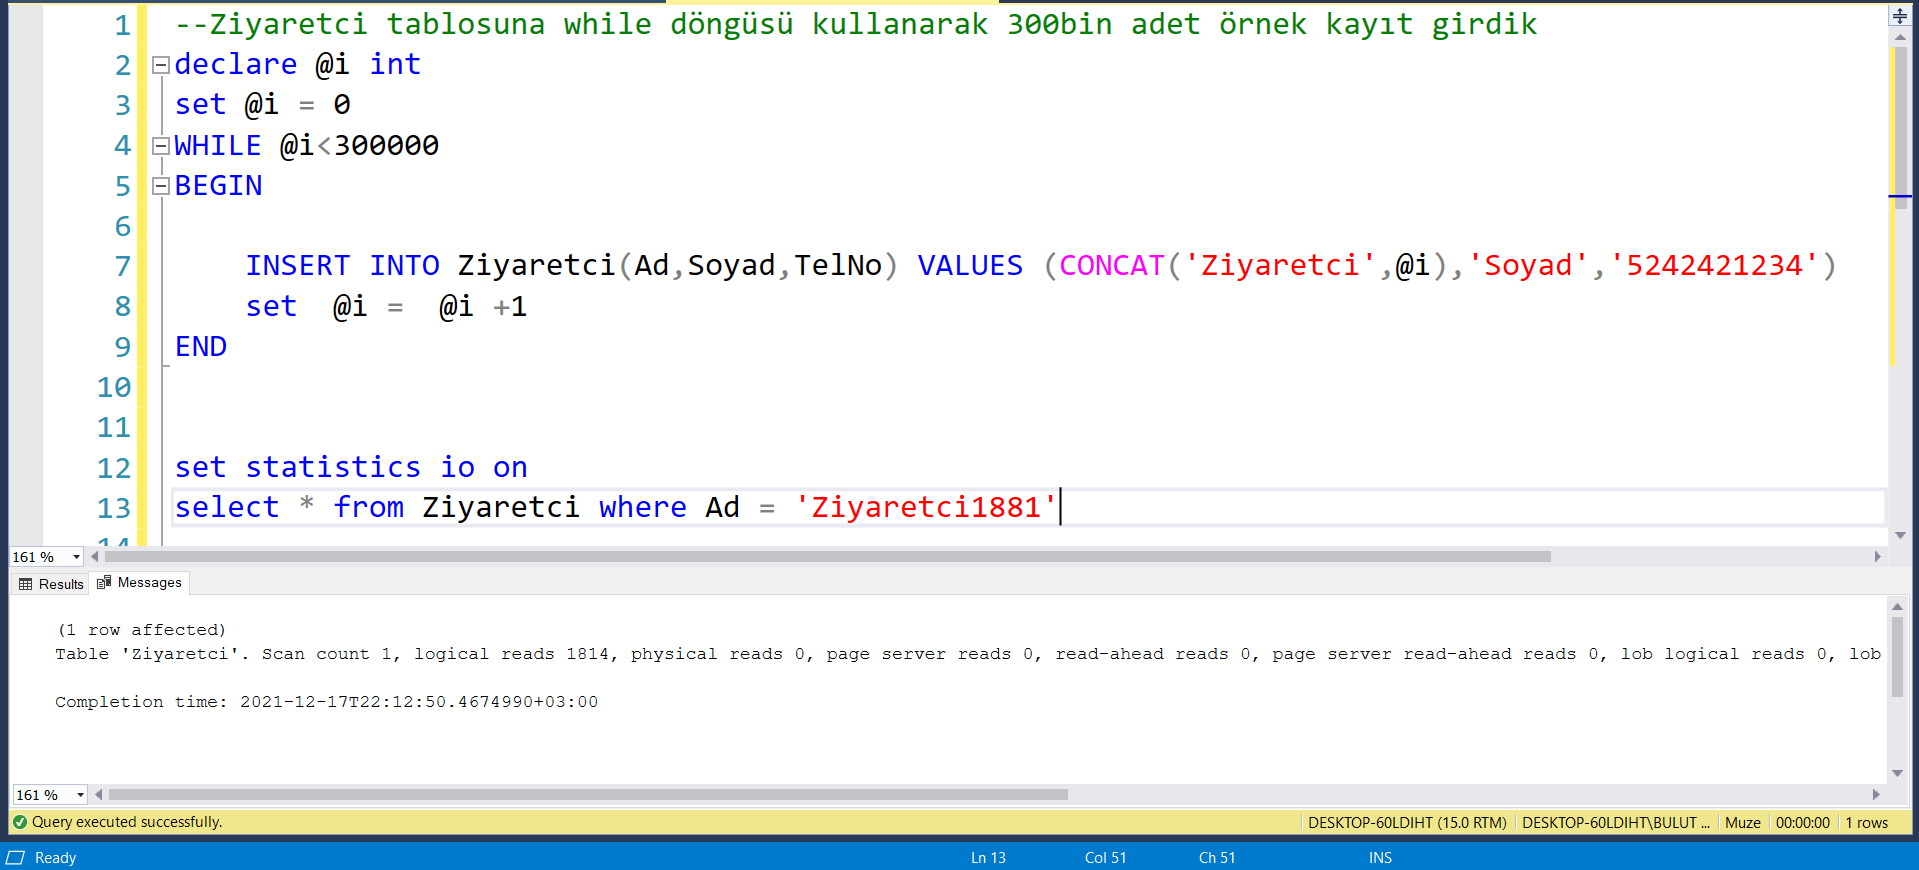 1 --Ziyaretci tablosuna while döngüsü kullanarak 300bin adet örnek kayıt girdik
2 declare @i int
3 set @i = 0
4 WHILE @i<300000
5 BEGIN
6
7 INSERT INTO Ziyaretci(Ad,Soyad,TelNo) VALUES (CONCAT('Ziyaretci',@i),'Soyad','5242421234')
8 set @i = @i +1
9 END
10
11
12 set statistics io on
13 select * from Ziyaretci where Ad = 'Ziyaretci1881'
14
161 %
Results Messages
(1 row affected)
Table 'Ziyaretci'. Scan count 1, logical reads 1814, physical reads 0, page server reads 0, read-ahead reads 0, page server read-ahead reads 0, lob logical reads 0, lob
Completion time: 2021-12-17T22:12:50.4674990+03:00
161 %
Query executed successfully. DESKTOP-60LDIHT (15.0 RTM) DESKTOP-60LDIHT\BULUT ... Muze 00:00:00 1 rows
Ready Ln 13 Col 51 Ch 51 INS